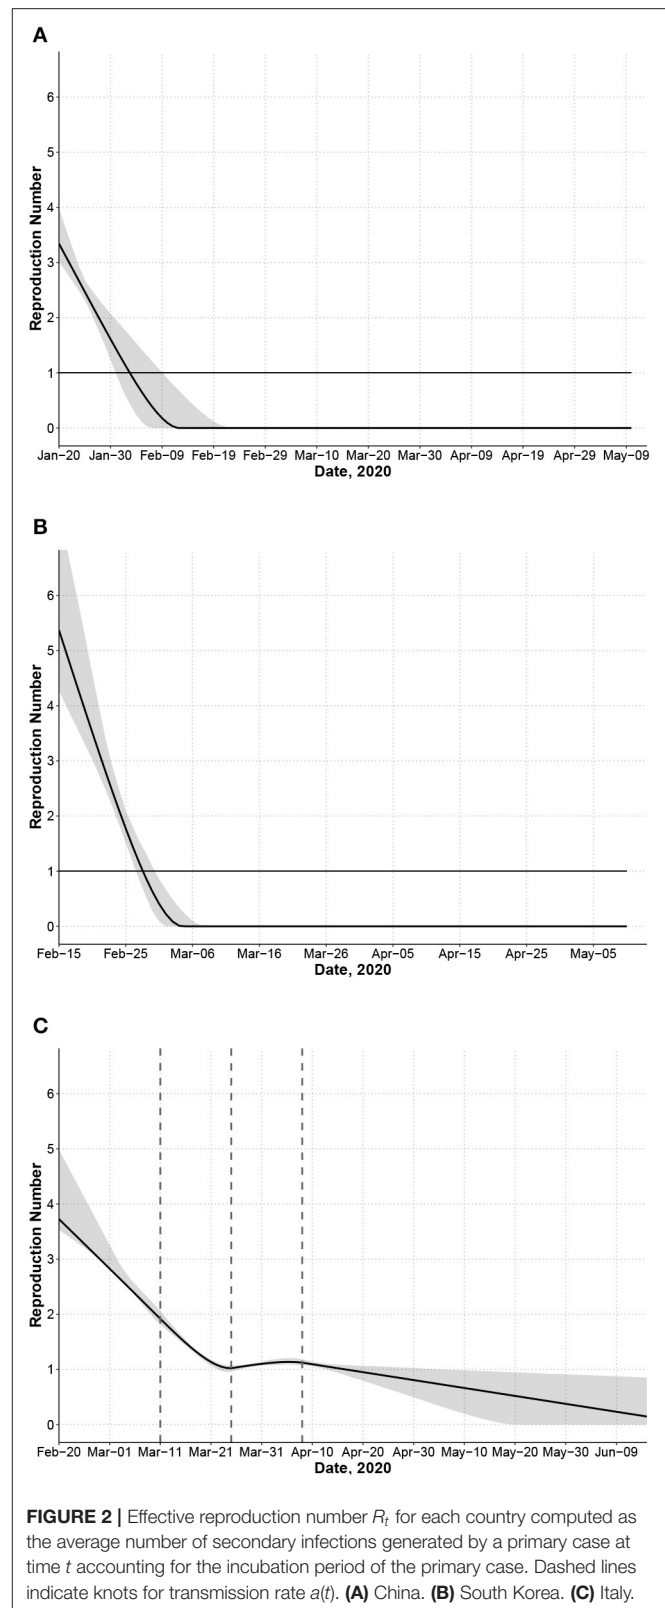 A
Reproduction Number
6
5
4
3
2
1
0
Jan−20 Jan−30 Feb−09 Feb−19 Feb−29 Mar−10 Mar−20 Mar−30 Apr−09 Apr−19 Apr−29 May−09
Date, 2020
B
Reproduction Number
6
5
4
3
2
1
0
Feb−15 Feb−25 Mar−06 Mar−16 Mar−26 Apr−05 Apr−15 Apr−25 May−05
Date, 2020
C
Reproduction Number
6
5
4
3
2
1
0
Feb−20 Mar−01 Mar−11 Mar−21 Mar−31 Apr−10 Apr−20 Apr−30 May−10 May−20 May−30 Jun−09
Date, 2020
FIGURE 2 | Effective reproduction number Rt for each country computed as
the average number of secondary infections generated by a primary case at
time t accounting for the incubation period of the primary case. Dashed lines
indicate knots for transmission rate a(t). (A) China. (B) South Korea. (C) Italy.